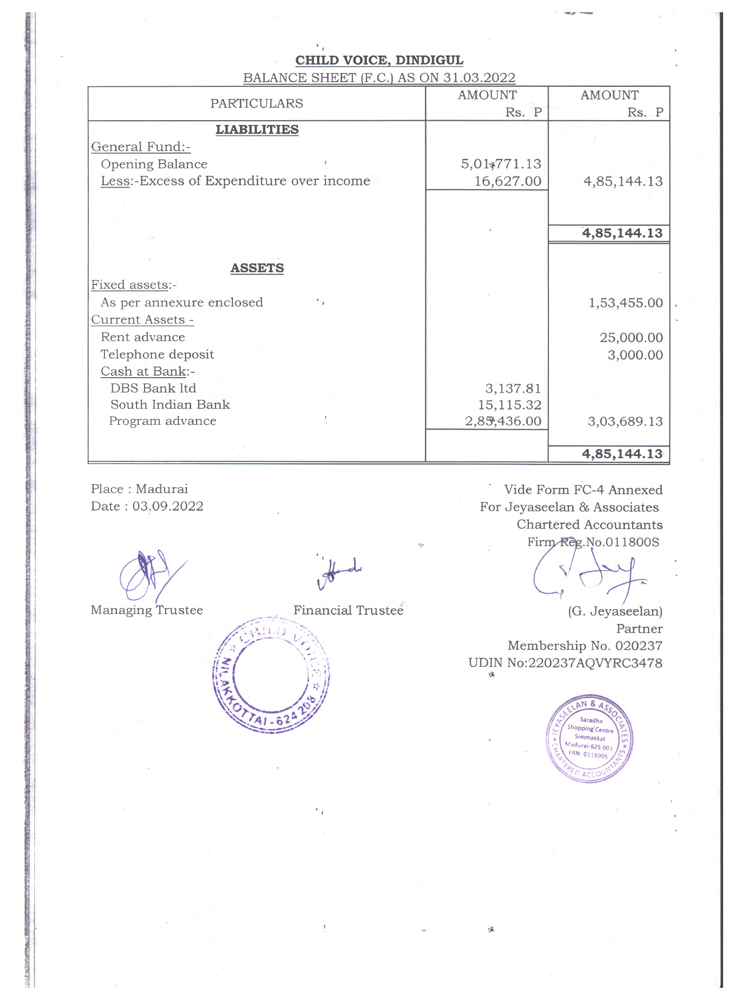 CHILD VOICE, DINDIGUL
BALANCE SHEET (F.C.) AS ON 31.03.2022
PARTICULARS AMOUNT Rs. P AMOUNT Rs. P
LIABILITIES
General Fund:-
Opening Balance 5,01,771.13
Less:-Excess of Expenditure over income 16,627.00 4,85,144.13
4,85,144.13
ASSETS
Fixed assets:-
As per annexure enclosed 1,53,455.00
Current Assets -
Rent advance 25,000.00
Telephone deposit 3,000.00
Cash at Bank:-
DBS Bank ltd 3,137.81
South Indian Bank 15,115.32
Program advance 2,85,436.00 3,03,689.13
4,85,144.13
Place : Madurai
Date : 03.09.2022
Vide Form FC-4 Annexed
For Jeyaseelan & Associates
Chartered Accountants
Firm Reg.No.011800S
Managing Trustee Financial Trustee (G. Jeyaseelan)
Partner
Membership No. 020237
UDIN No:220237AQVYRC3478
CHILD VOICE
NILAKKOTTAI-624 208
JEYASEELAN & ASSOCIATES
Saradha
Shopping Centre
Simmakkal
Madurai-625 001
FRN. 011800S
CHARTERED ACCOUNTANTS